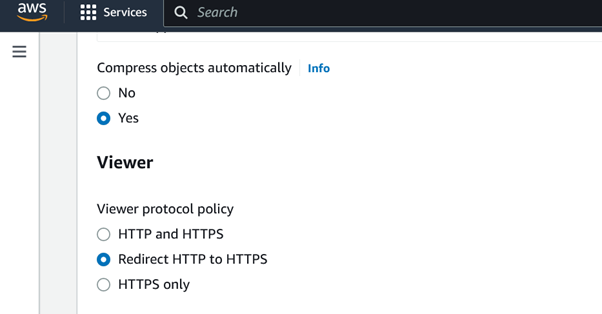 aws
Services
Search
Compress objects automatically
Info
No
Yes
Viewer
Viewer protocol policy
HTTP and HTTPS
Redirect HTTP to HTTPS
HTTPS only